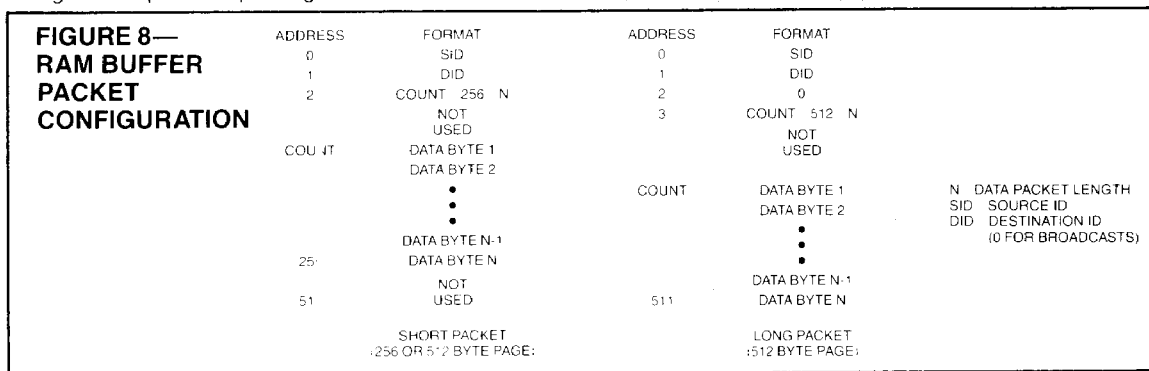 FIGURE 8—
RAM BUFFER
PACKET
CONFIGURATION
ADDRESS FORMAT
0 SID
1 DID
2 COUNT 256 N
NOT
USED
DATA BYTE 1
DATA BYTE 2
•
•
•
DATA BYTE N-1
DATA BYTE N
NOT
USED
SHORT PACKET
(256 OR 512 BYTE PAGE)
ADDRESS FORMAT
0 SID
1 DID
2 0
3 COUNT 512 N
NOT
USED
COUNT DATA BYTE 1
DATA BYTE 2
•
•
•
DATA BYTE N-1
511 DATA BYTE N
LONG PACKET
(512 BYTE PAGE)
N DATA PACKET LENGTH
SID SOURCE ID
DID DESTINATION ID
(0 FOR BROADCASTS)